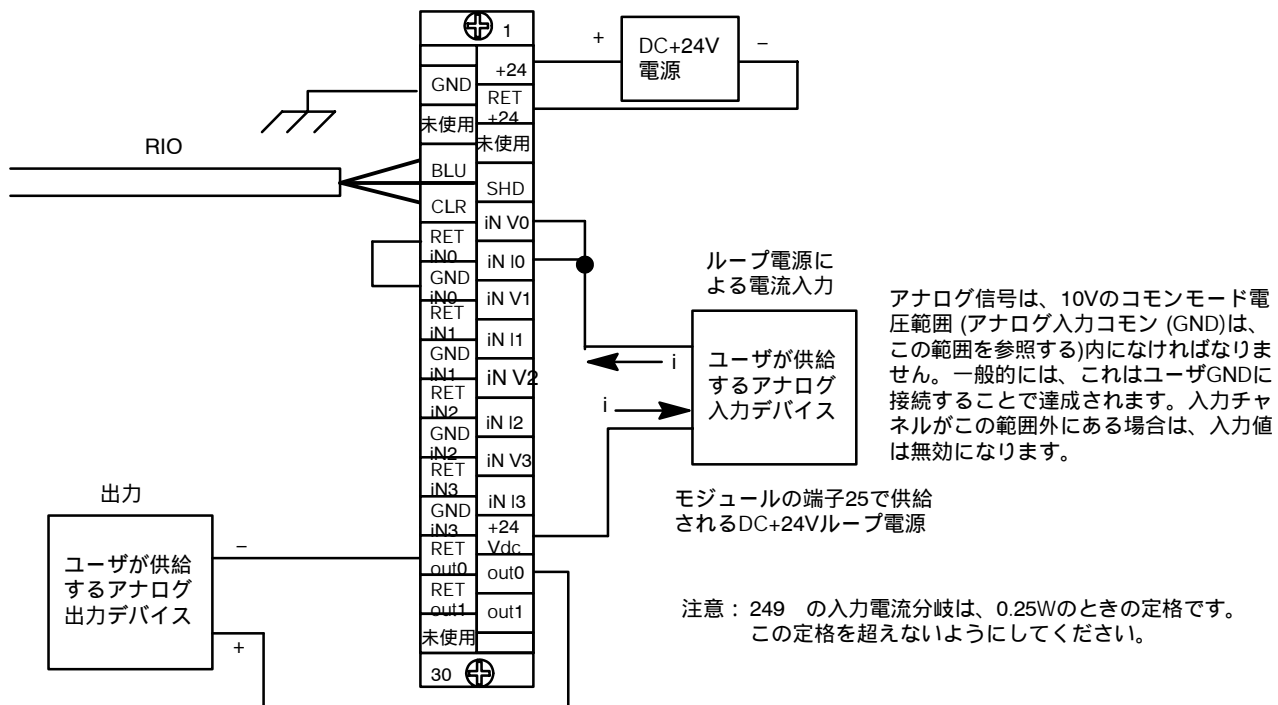 1
+
DC+24V
電源
–
+24
GND
RET
+24
未使用
未使用
RIO
BLU
SHD
CLR
iN V0
RET
iN0
iN I0
GND
iN0
iN V1
RET
iN1
iN I1
GND
iN1
iN V2
RET
iN2
iN I2
GND
iN2
iN V3
RET
iN3
iN I3
GND
iN3
+24
Vdc
RET
out0
out0
RET
out1
out1
未使用
30
ループ電源に
よる電流入力
i
i
ユーザが供給
するアナログ
入力デバイス
アナログ信号は、10Vのコモンモード電
圧範囲 (アナログ入力コモン (GND)は、
この範囲を参照する)内になければなりま
せん。一般的には、これはユーザGNDに
接続することで達成されます。入力チャ
ネルがこの範囲外にある場合は、入力値
は無効になります。
モジュールの端子25で供給
されるDC+24Vループ電源
出力
–
ユーザが供給
するアナログ
出力デバイス
+
注意： 249 の入力電流分岐は、0.25Wのときの定格です。
この定格を超えないようにしてください。